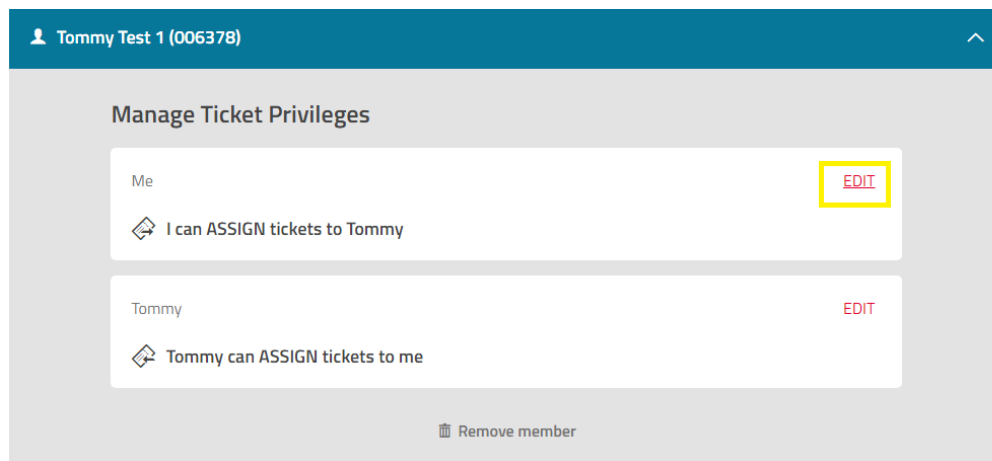 Tommy Test 1 (006378)
Manage Ticket Privileges
Me
EDIT
I can ASSIGN tickets to Tommy
Tommy
EDIT
Tommy can ASSIGN tickets to me
Remove member